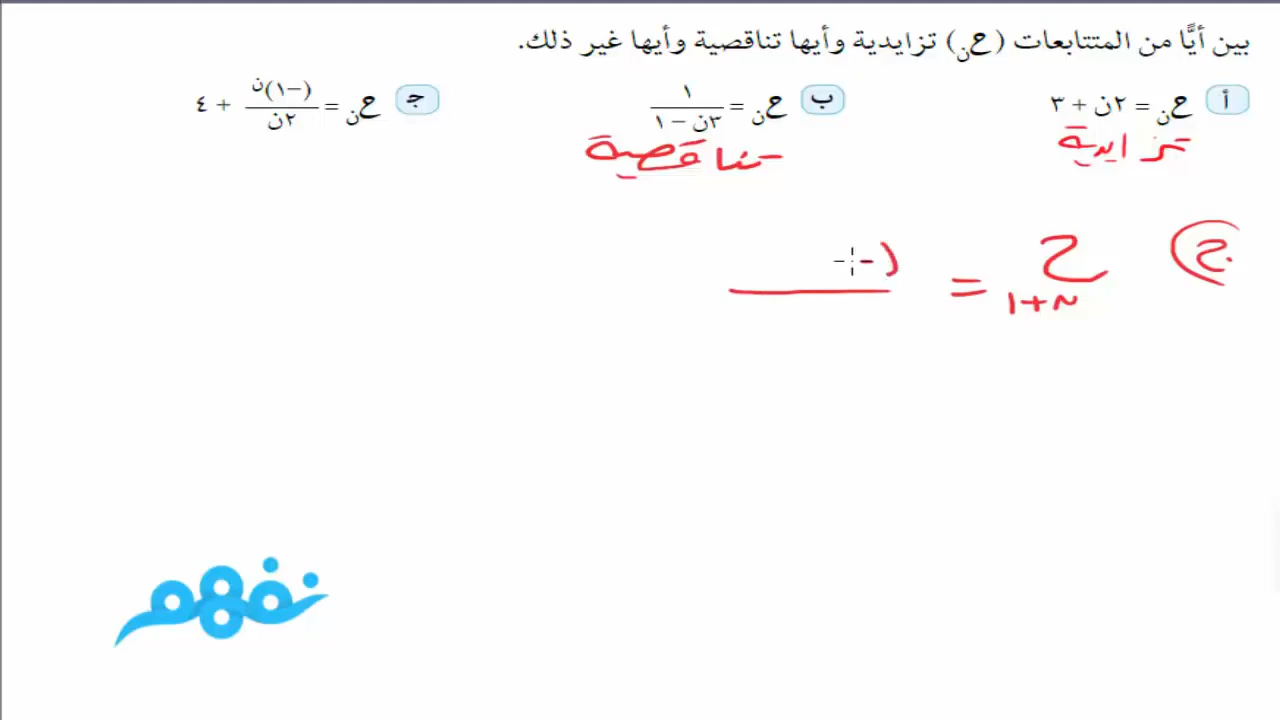 بين أيًّا من المتتابعات (ح ن) تزايدية وأيها تناقصية وأيها غير ذلك.
أ ح ن = ٢ن + ٣
ب ح ن = ١ / (٣ن − ١)
ج ح ن = (−١)^ن / ٢ن + ٤
تزايدية
تناقصية
ج ح ن+١ = (-
نفهم